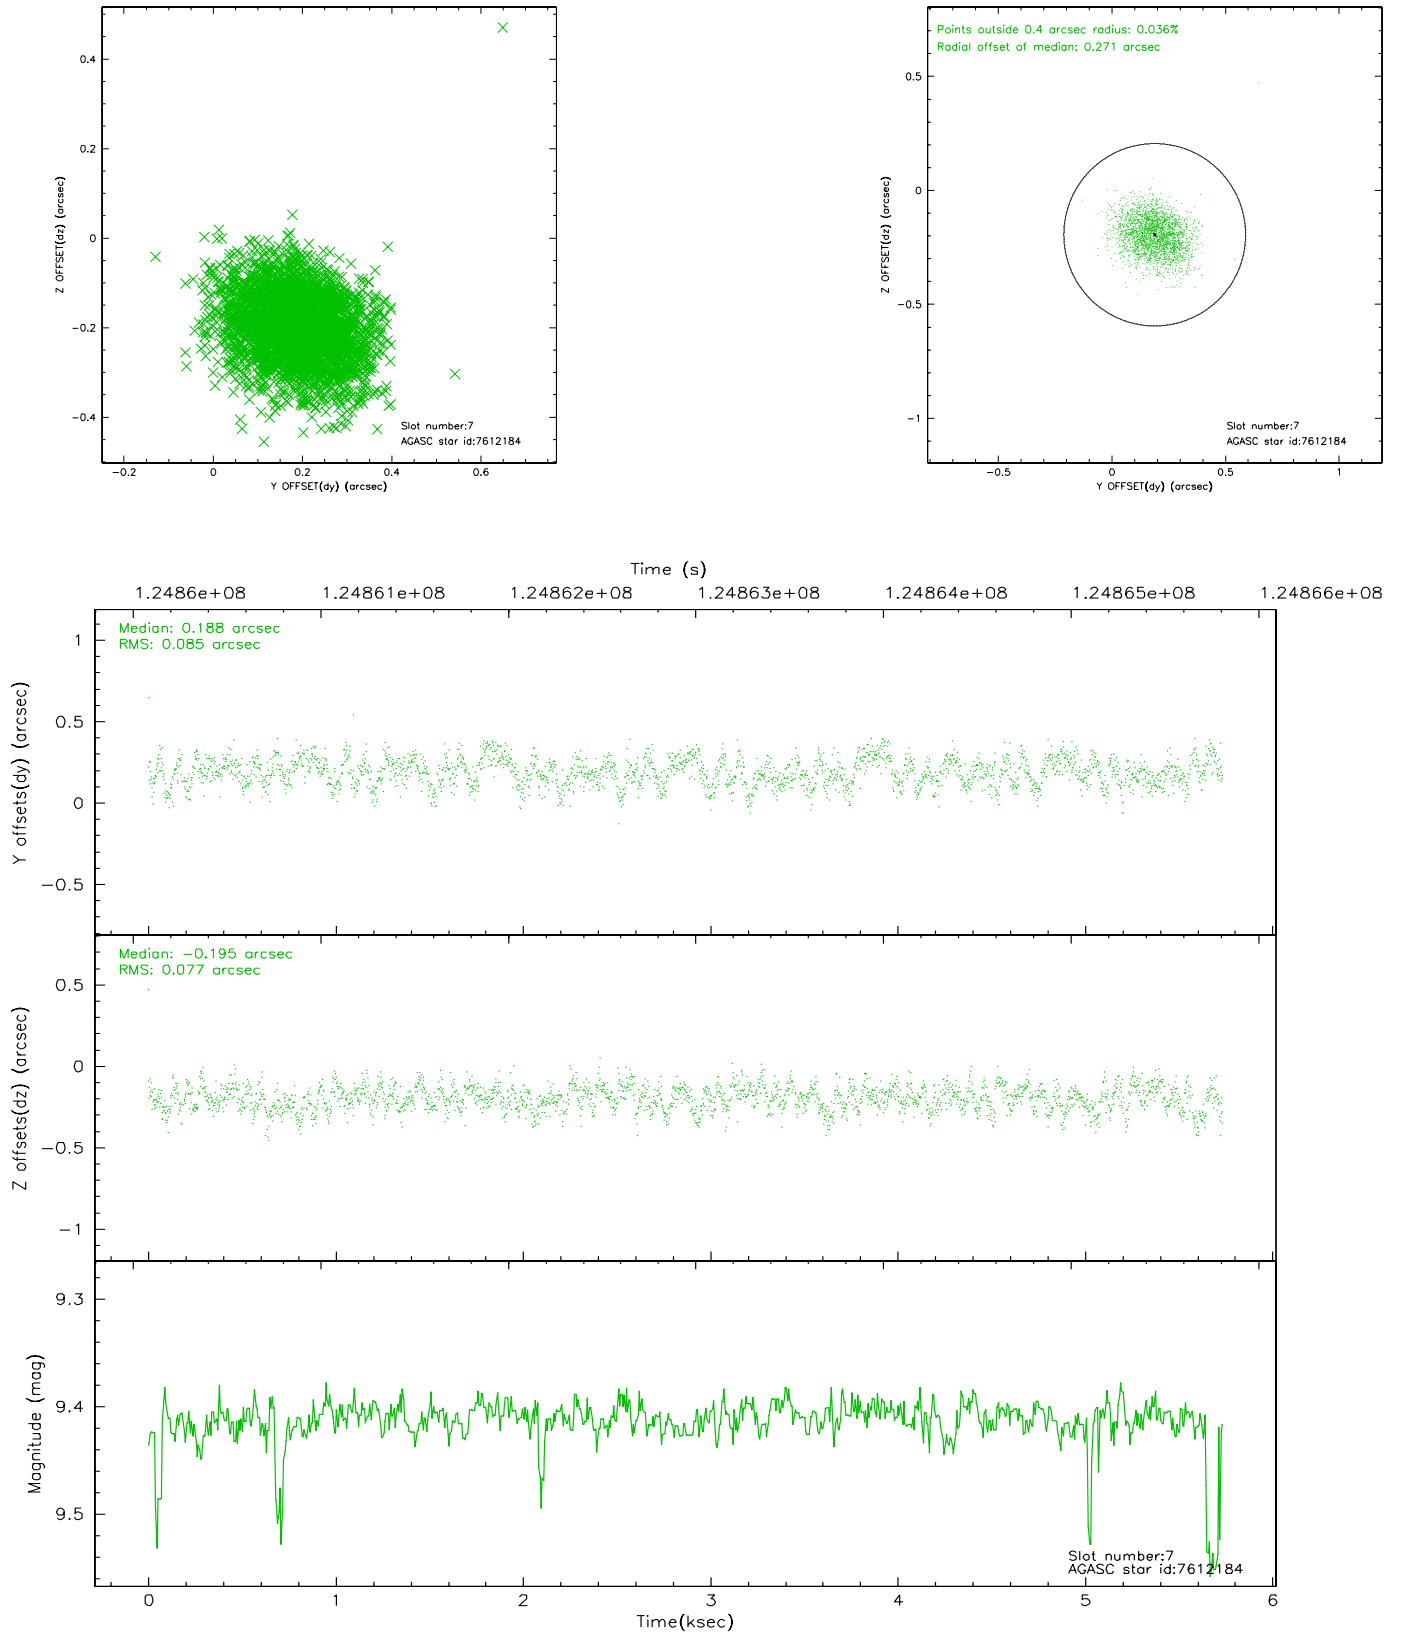 0.4
0.2
0
−0.2
−0.4
Z OFFSET(dz) (arcsec)
Slot number:7
AGASC star id:7612184
−0.2
0
0.2
0.4
0.6
Y OFFSET(dy) (arcsec)
Points outside 0.4 arcsec radius: 0.036%
Radial offset of median: 0.271 arcsec
0.5
0
−0.5
−1
Z OFFSET(dz) (arcsec)
Slot number:7
AGASC star id:7612184
−0.5
0
0.5
1
Y OFFSET(dy) (arcsec)
Time (s)
1.2486e+08
1.24861e+08
1.24862e+08
1.24863e+08
1.24864e+08
1.24865e+08
1.24866e+08
Median: 0.188 arcsec
RMS: 0.085 arcsec
1
0.5
0
−0.5
Y offsets(dy) (arcsec)
Median: −0.195 arcsec
RMS: 0.077 arcsec
0.5
0
−0.5
−1
Z offsets(dz) (arcsec)
9.3
9.4
9.5
Magnitude (mag)
Slot number:7
AGASC star id:7612184
0
1
2
3
4
5
6
Time(ksec)